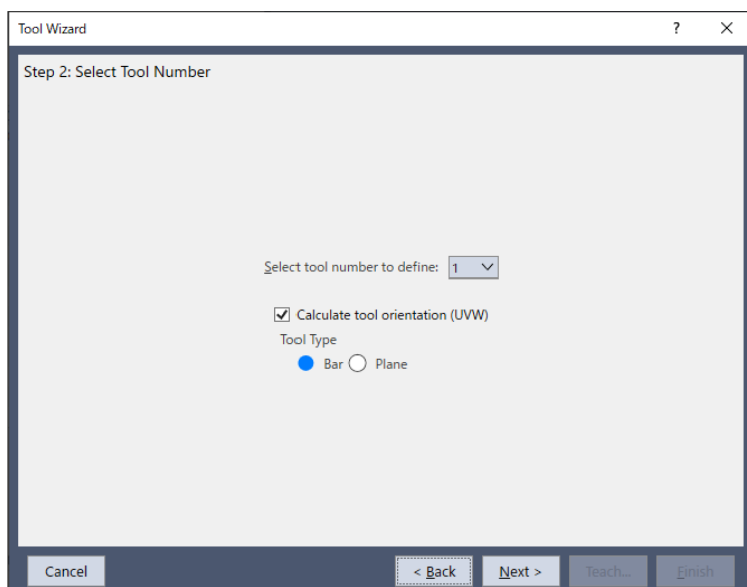 Tool Wizard ?
Step 2: Select Tool Number
Select tool number to define: 1
Calculate tool orientation (UVW)
Tool Type
Bar Plane
Cancel < Back Next > Teach... Finish